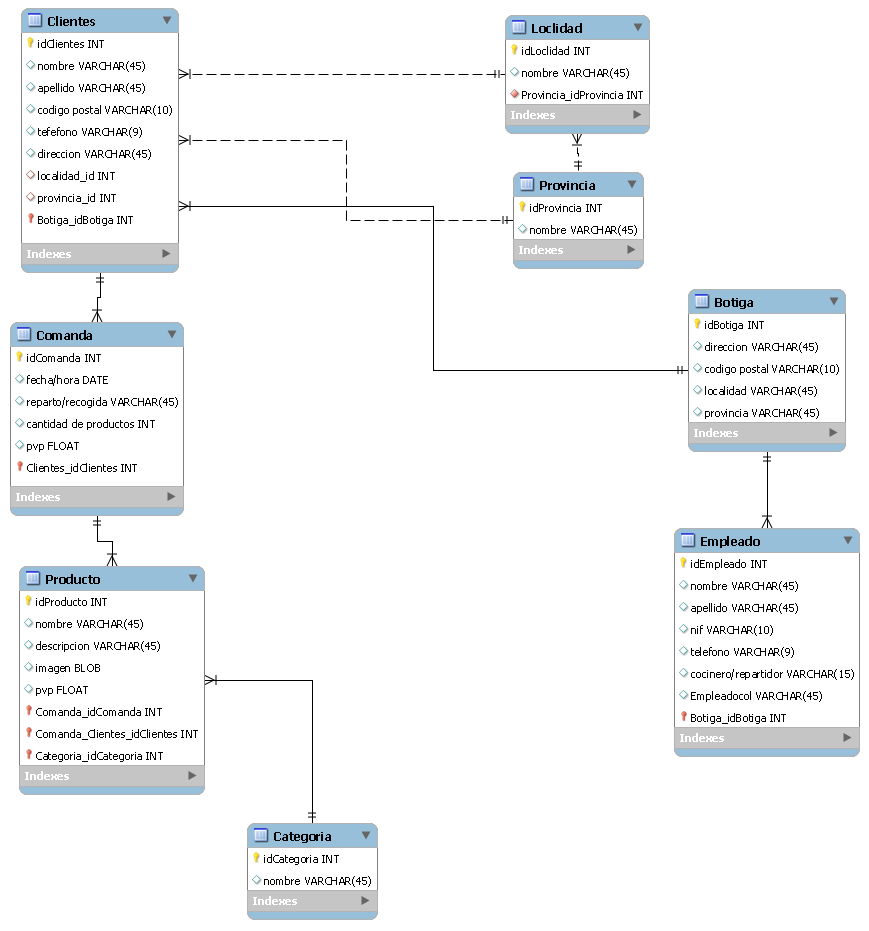 Clientes
idClientes INT
nombre VARCHAR(45)
apellido VARCHAR(45)
codigo postal VARCHAR(10)
tefefono VARCHAR(9)
direccion VARCHAR(45)
localidad_id INT
provincia_id INT
Botiga_idBotiga INT
Indexes
Loclidad
idLoclidad INT
nombre VARCHAR(45)
Provincia_idProvincia INT
Indexes
Provincia
idProvincia INT
nombre VARCHAR(45)
Indexes
Botiga
idBotiga INT
direccion VARCHAR(45)
codigo postal VARCHAR(10)
localidad VARCHAR(45)
provincia VARCHAR(45)
Indexes
Comanda
idComanda INT
fecha/hora DATE
reparto/recogida VARCHAR(45)
cantidad de productos INT
pvp FLOAT
Clientes_idClientes INT
Indexes
Empleado
idEmpleado INT
nombre VARCHAR(45)
apellido VARCHAR(45)
nif VARCHAR(10)
telefono VARCHAR(9)
cocinero/repartidor VARCHAR(15)
Empleadocol VARCHAR(45)
Botiga_idBotiga INT
Indexes
Producto
idProducto INT
nombre VARCHAR(45)
descripcion VARCHAR(45)
imagen BLOB
pvp FLOAT
Comanda_idComanda INT
Comanda_Clientes_idClientes INT
Categoria_idCategoria INT
Indexes
Categoria
idCategoria INT
nombre VARCHAR(45)
Indexes